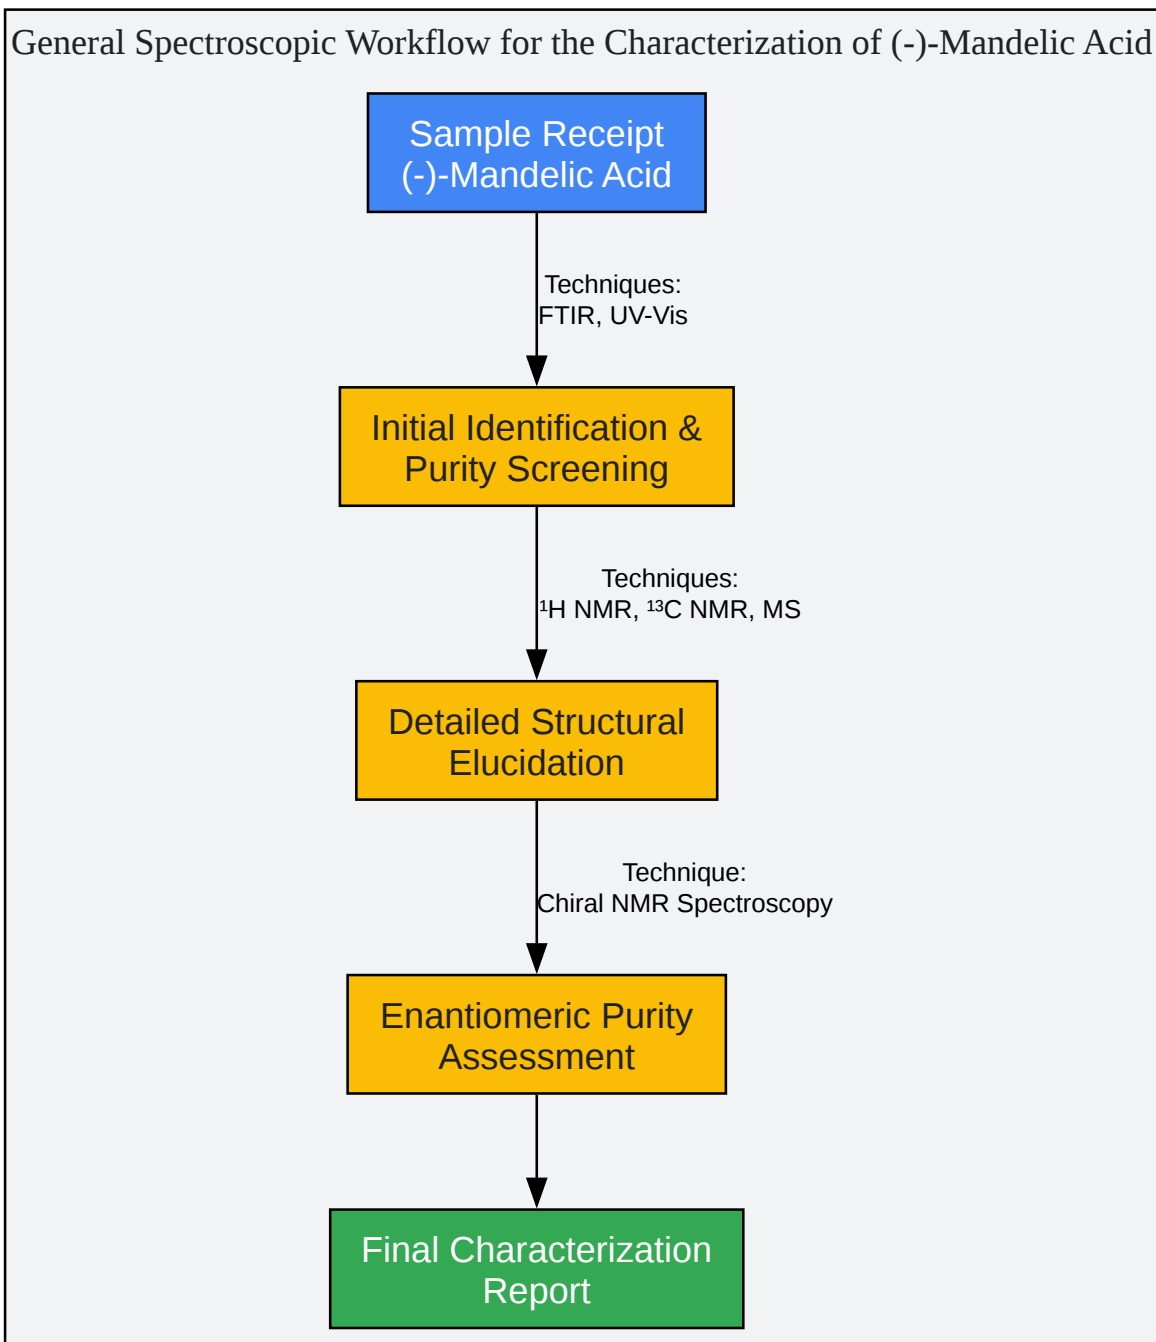 General Spectroscopic Workflow for the Characterization of (-)-Mandelic Acid
Sample Receipt
(-)-Mandelic Acid
Techniques:
FTIR, UV-Vis
Initial Identification &
Purity Screening
Techniques:
¹H NMR, ¹³C NMR, MS
Detailed Structural
Elucidation
Technique:
Chiral NMR Spectroscopy
Enantiomeric Purity
Assessment
Final Characterization
Report